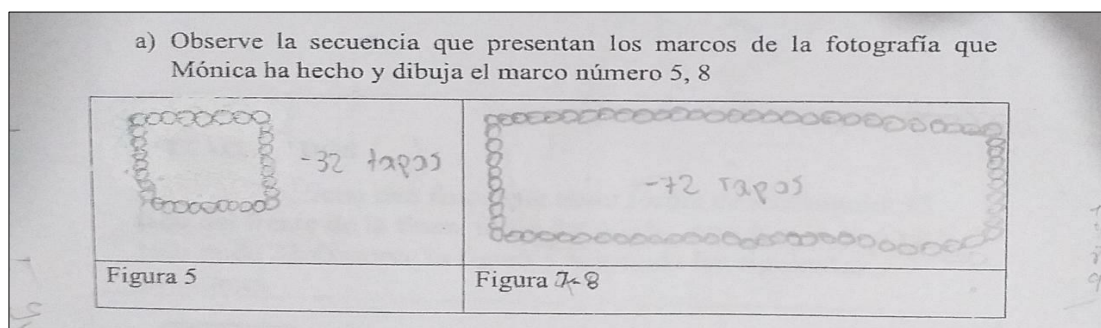 a) Observe la secuencia que presentan los marcos de la fotografía que
Mónica ha hecho y dibuja el marco número 5, 8
-32 tapas
-72 tapas
Figura 5
Figura 8